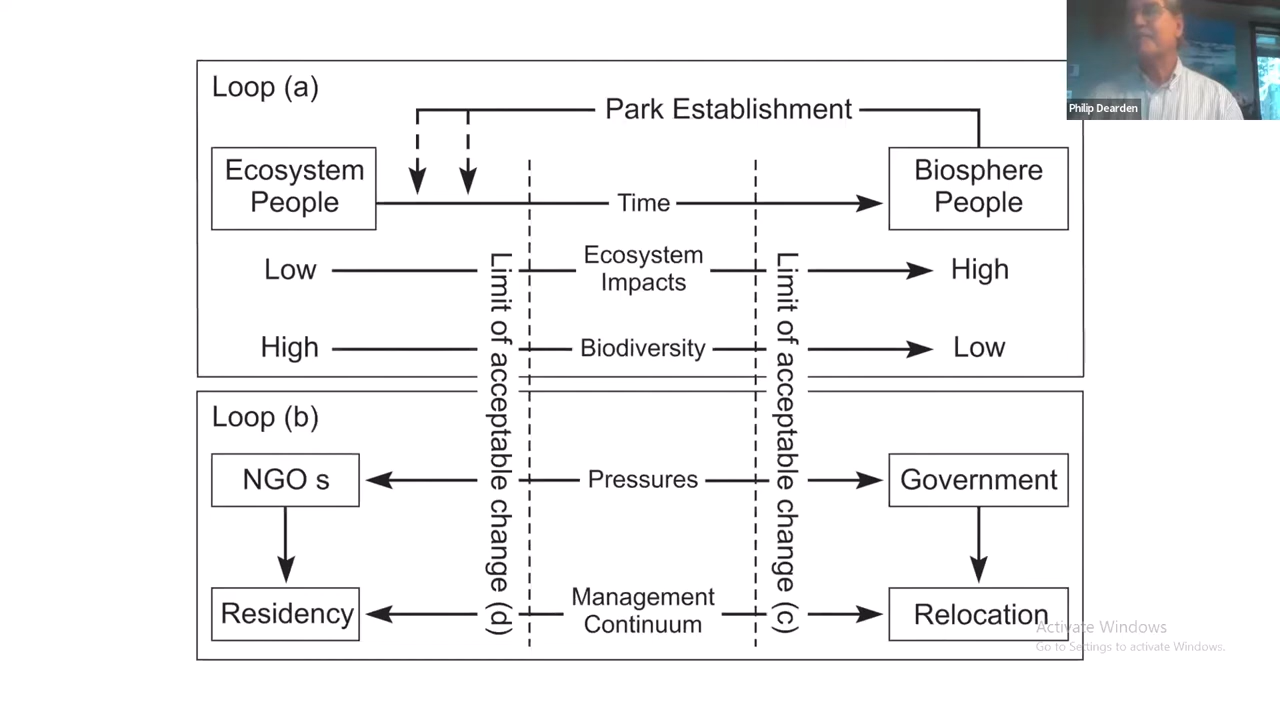 Loop (a)
Park Establishment
Philip Dearden
Ecosystem
People
Time
Biosphere
People
Low
Ecosystem
Impacts
High
High
Biodiversity
Low
Limit of acceptable change (d)
Limit of acceptable change (c)
Loop (b)
NGO s
Pressures
Government
Residency
Management
Continuum
Relocation
Activate Windows
Go to Settings to activate Windows.